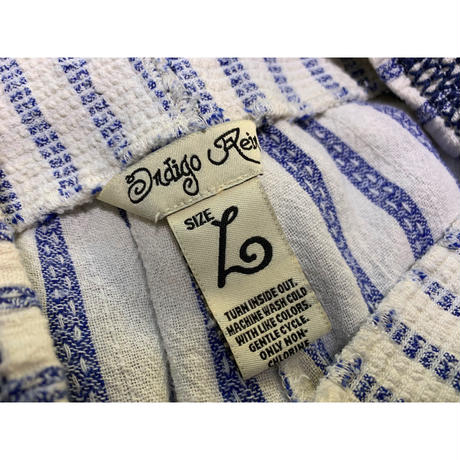 Indigo Rein
SIZE
L
TURN INSIDE OUT.
MACHINE WASH COLD
WITH LIKE COLORS.
GENTLE CYCLE.
ONLY NON-
CHLORINE